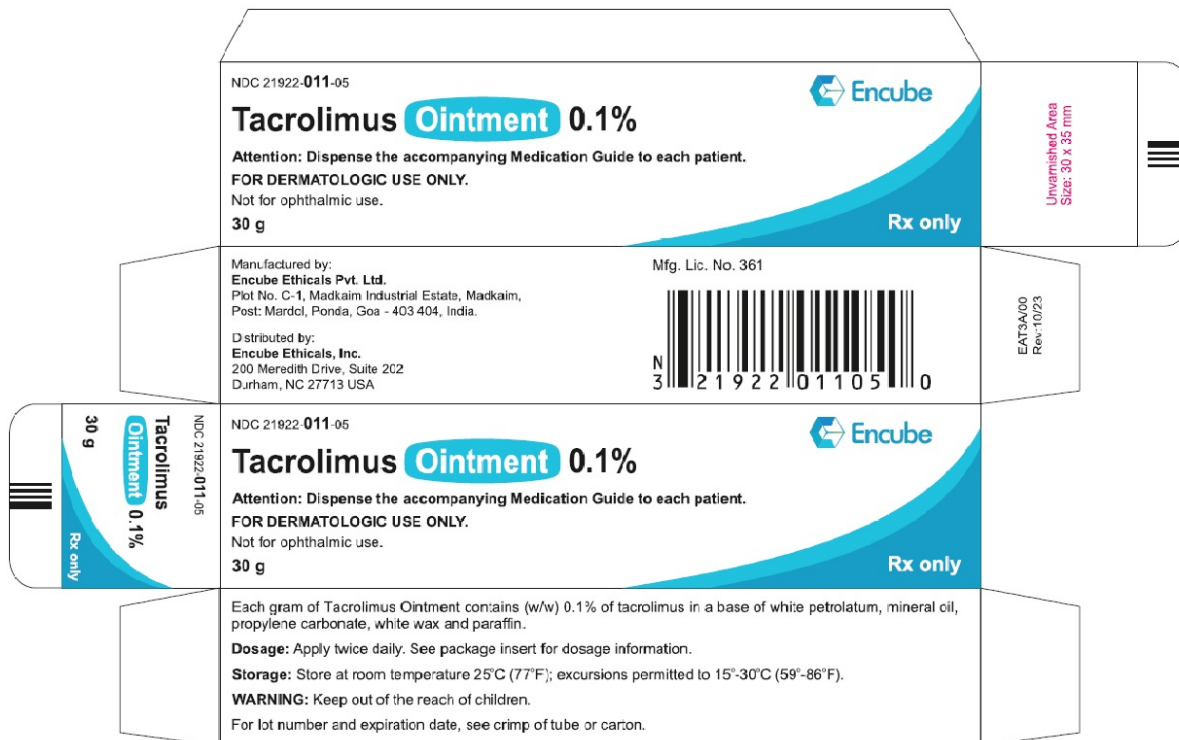 NDC 21922-011-05
Encube
Tacrolimus Ointment 0.1%
Attention: Dispense the accompanying Medication Guide to each patient.
FOR DERMATOLOGIC USE ONLY.
Not for ophthalmic use.
30 g
Rx only
Unvarnished Area
Size: 30 x 35 mm
Manufactured by:
Encube Ethicals Pvt. Ltd.
Plot No. C-1, Madkaim Industrial Estate, Madkaim,
Post: Mardol, Ponda, Goa - 403 404, India.
Distributed by:
Encube Ethicals, Inc.
200 Meredith Drive, Suite 202
Durham, NC 27713 USA
Mfg. Lic. No. 361
N
3 21922 01105 0
EAT3A/00
Rev:10/23
NDC 21922-011-05
Tacrolimus
Ointment 0.1%
30 g
Rx only
NDC 21922-011-05
Encube
Tacrolimus Ointment 0.1%
Attention: Dispense the accompanying Medication Guide to each patient.
FOR DERMATOLOGIC USE ONLY.
Not for ophthalmic use.
30 g
Rx only
Each gram of Tacrolimus Ointment contains (w/w) 0.1% of tacrolimus in a base of white petrolatum, mineral oil,
propylene carbonate, white wax and paraffin.
Dosage: Apply twice daily. See package insert for dosage information.
Storage: Store at room temperature 25°C (77°F); excursions permitted to 15°-30°C (59°-86°F).
WARNING: Keep out of the reach of children.
For lot number and expiration date, see crimp of tube or carton.